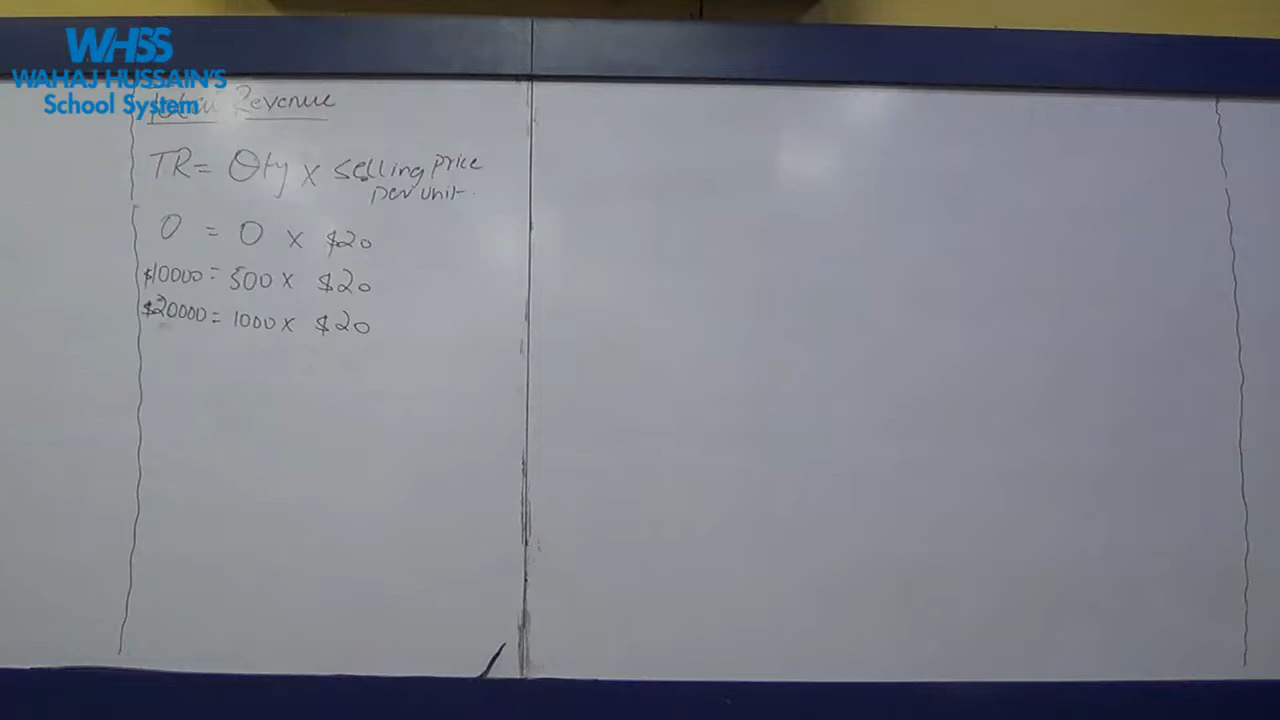 WHSS
WAHAJ HUSSAIN'S
School System
Revenue
TR = Qty x selling price
per unit.
0 = 0 x $20
$10000 = 500 x $20
$20000 = 1000 x $20